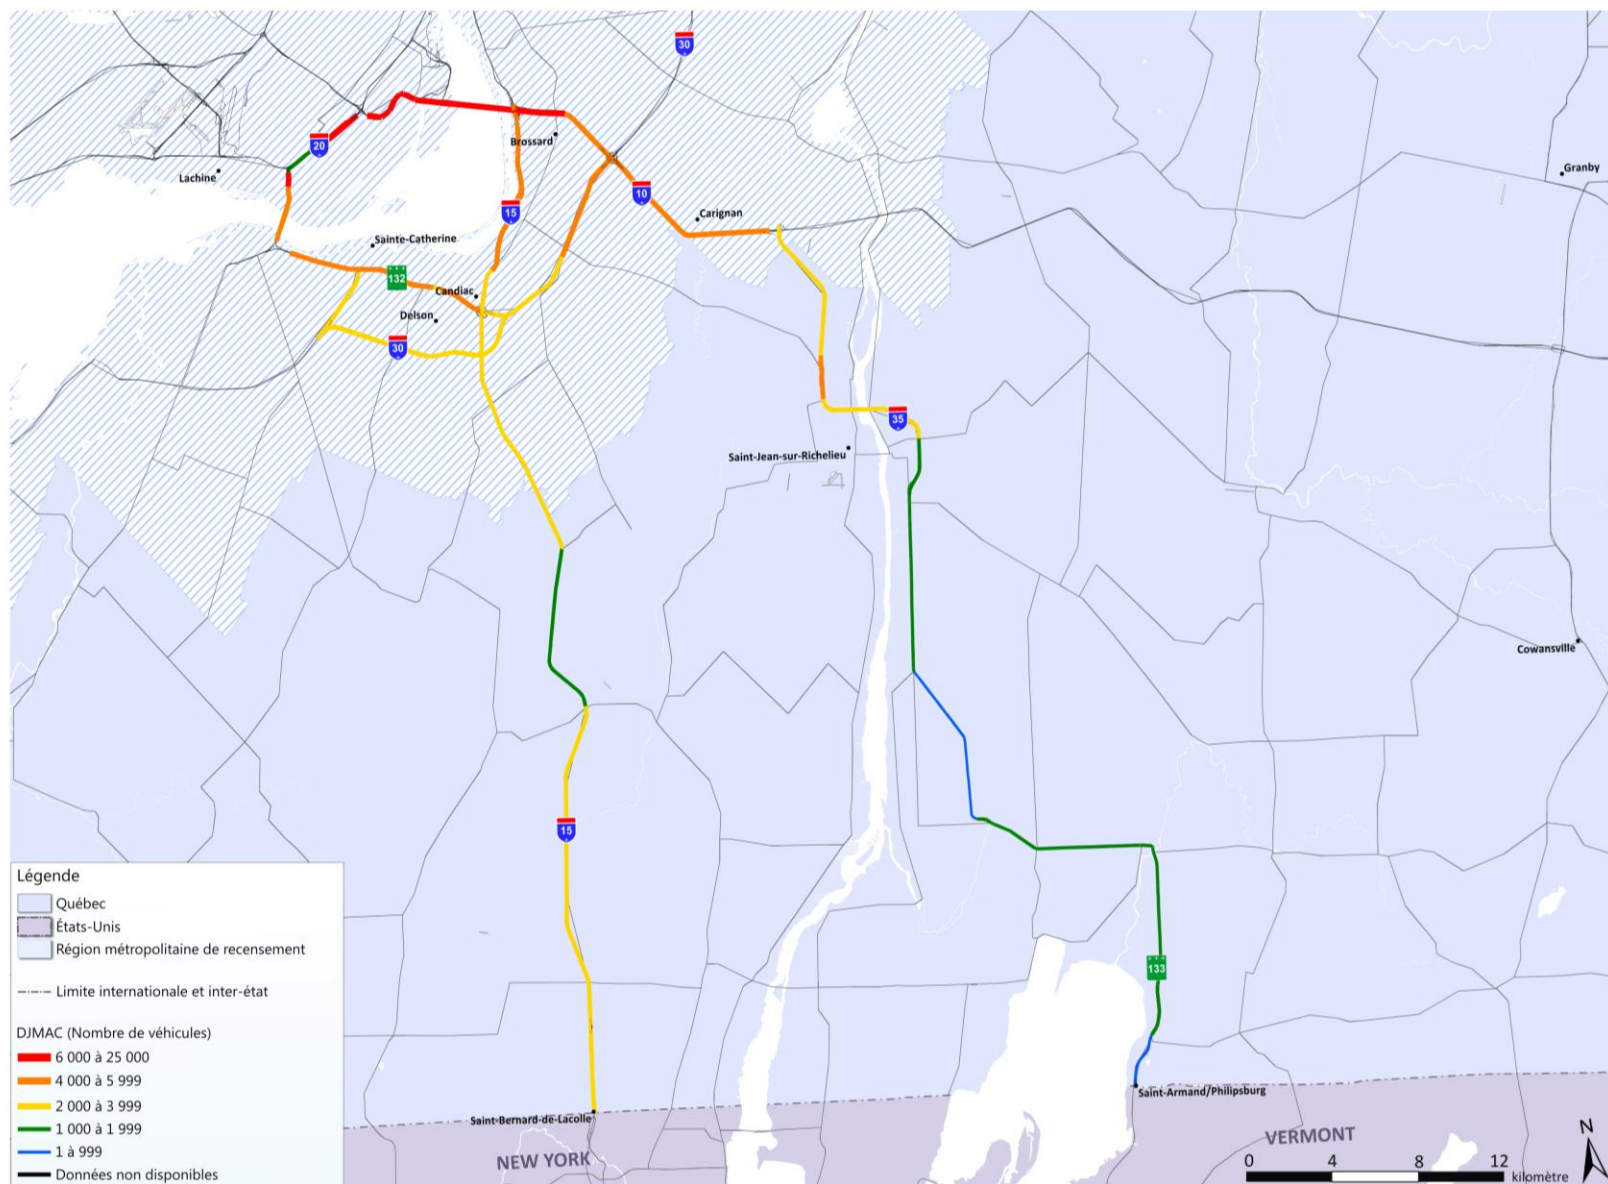 30
20
Brossard
Lachine
Granby
10
15
Carignan
Sainte-Catherine
132
Candiac
Delson
30
35
Saint-Jean-sur-Richelieu
Cowansville
15
133
Saint-Armand/Philipsburg
Saint-Bernard-de-Lacolle
NEW YORK
VERMONT
Légende
Québec
États-Unis
Région métropolitaine de recensement
Limite internationale et inter-état
DJMAC (Nombre de véhicules)
6 000 à 25 000
4 000 à 5 999
2 000 à 3 999
1 000 à 1 999
1 à 999
Données non disponibles
N
0 4 8 12
kilomètre